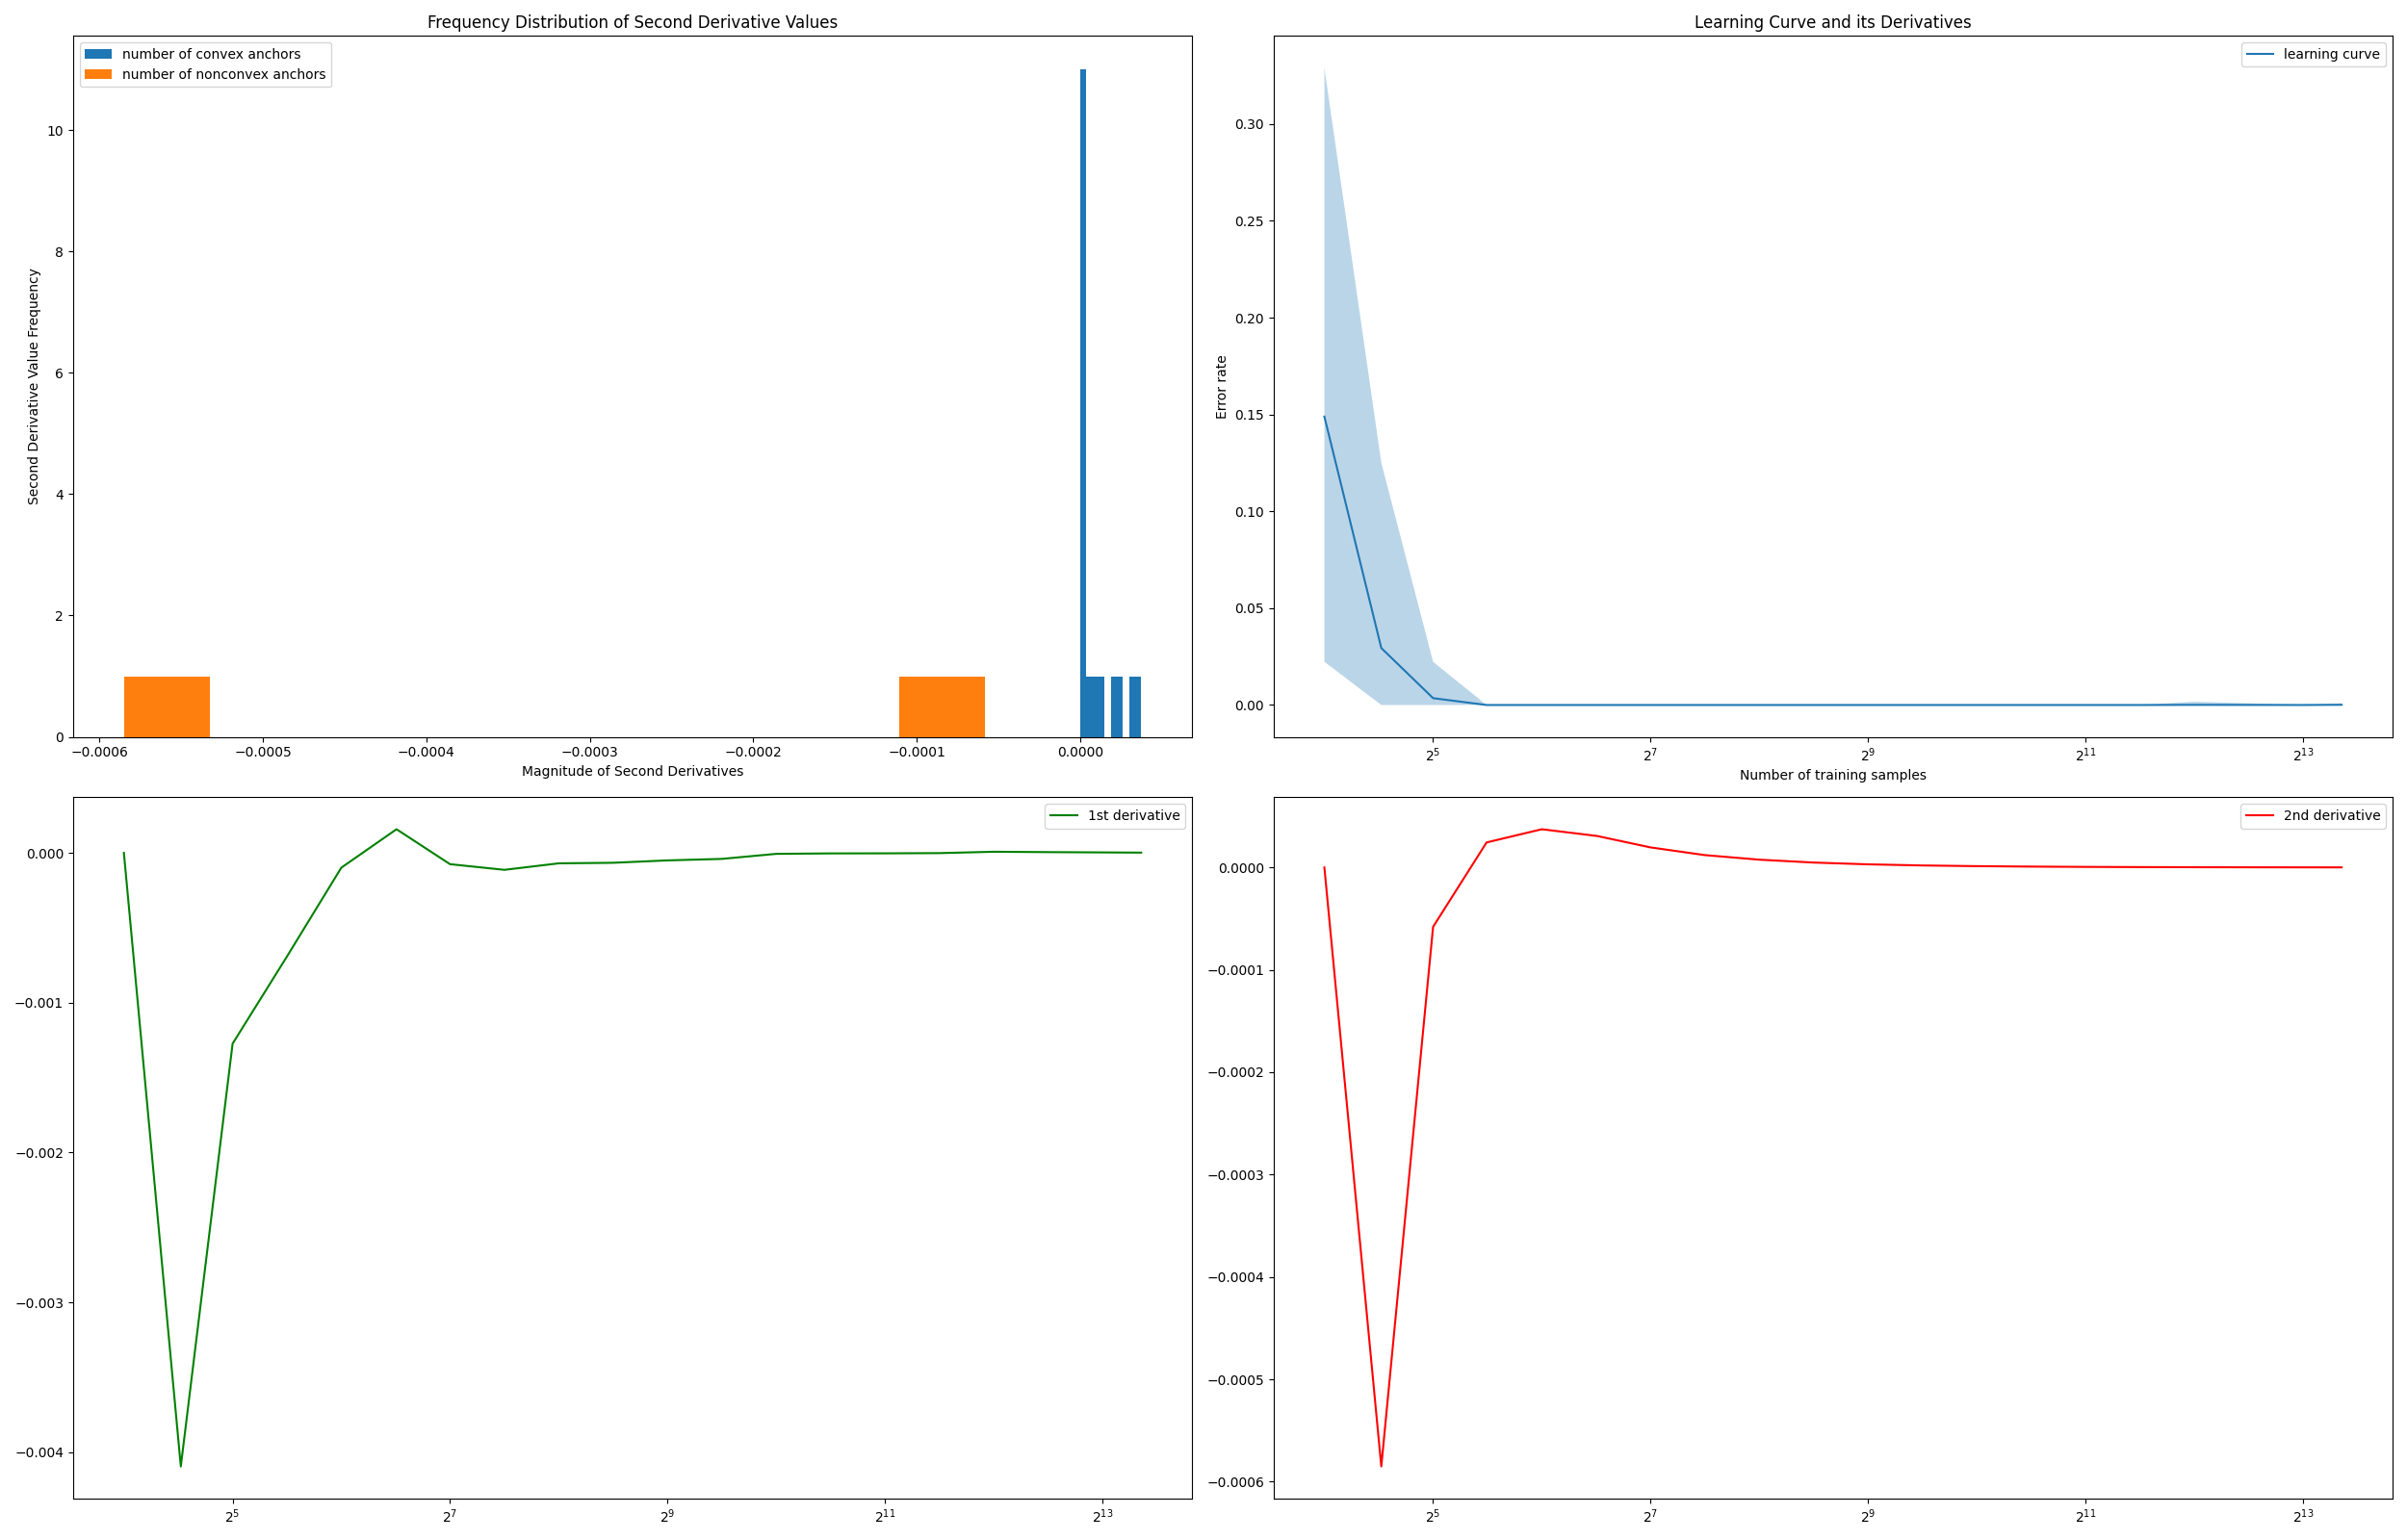 Frequency Distribution of Second Derivative Values
number of convex anchors
number of nonconvex anchors
Second Derivative Value Frequency
10
8
6
4
2
0
−0.0006 −0.0005 −0.0004 −0.0003 −0.0002 −0.0001 0.0000
Magnitude of Second Derivatives
Learning Curve and its Derivatives
learning curve
Error rate
0.30
0.25
0.20
0.15
0.10
0.05
0.00
2^5 2^7 2^9 2^11 2^13
Number of training samples
1st derivative
0.000
−0.001
−0.002
−0.003
−0.004
2^5 2^7 2^9 2^11 2^13
2nd derivative
0.0000
−0.0001
−0.0002
−0.0003
−0.0004
−0.0005
−0.0006
2^5 2^7 2^9 2^11 2^13